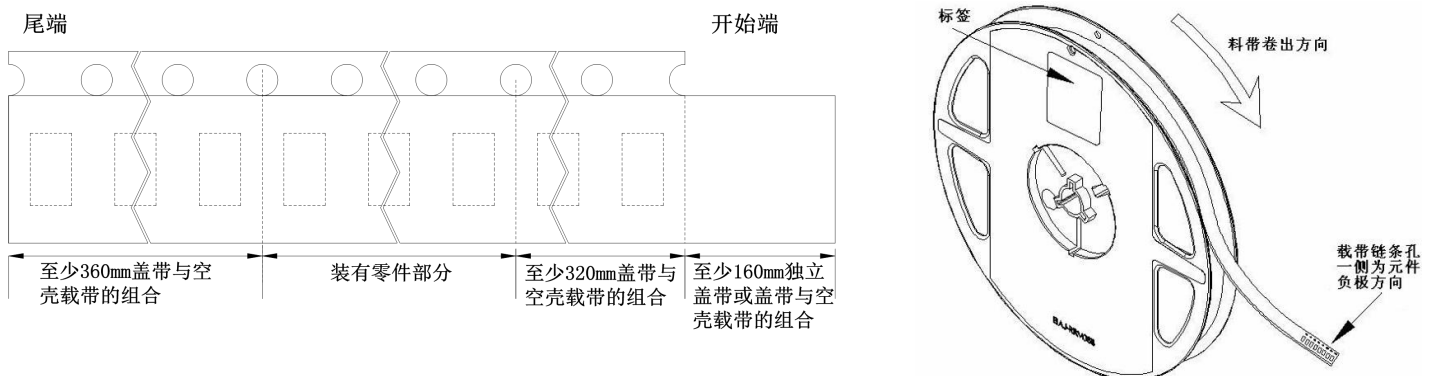 尾端
开始端
至少360mm盖带与空
壳载带的组合
装有零件部分
至少320mm盖带与
空壳载带的组合
至少160mm独立
盖带或盖带与空
壳载带的组合
标签
料带卷出方向
载带链条孔
一侧为元件
负极方向